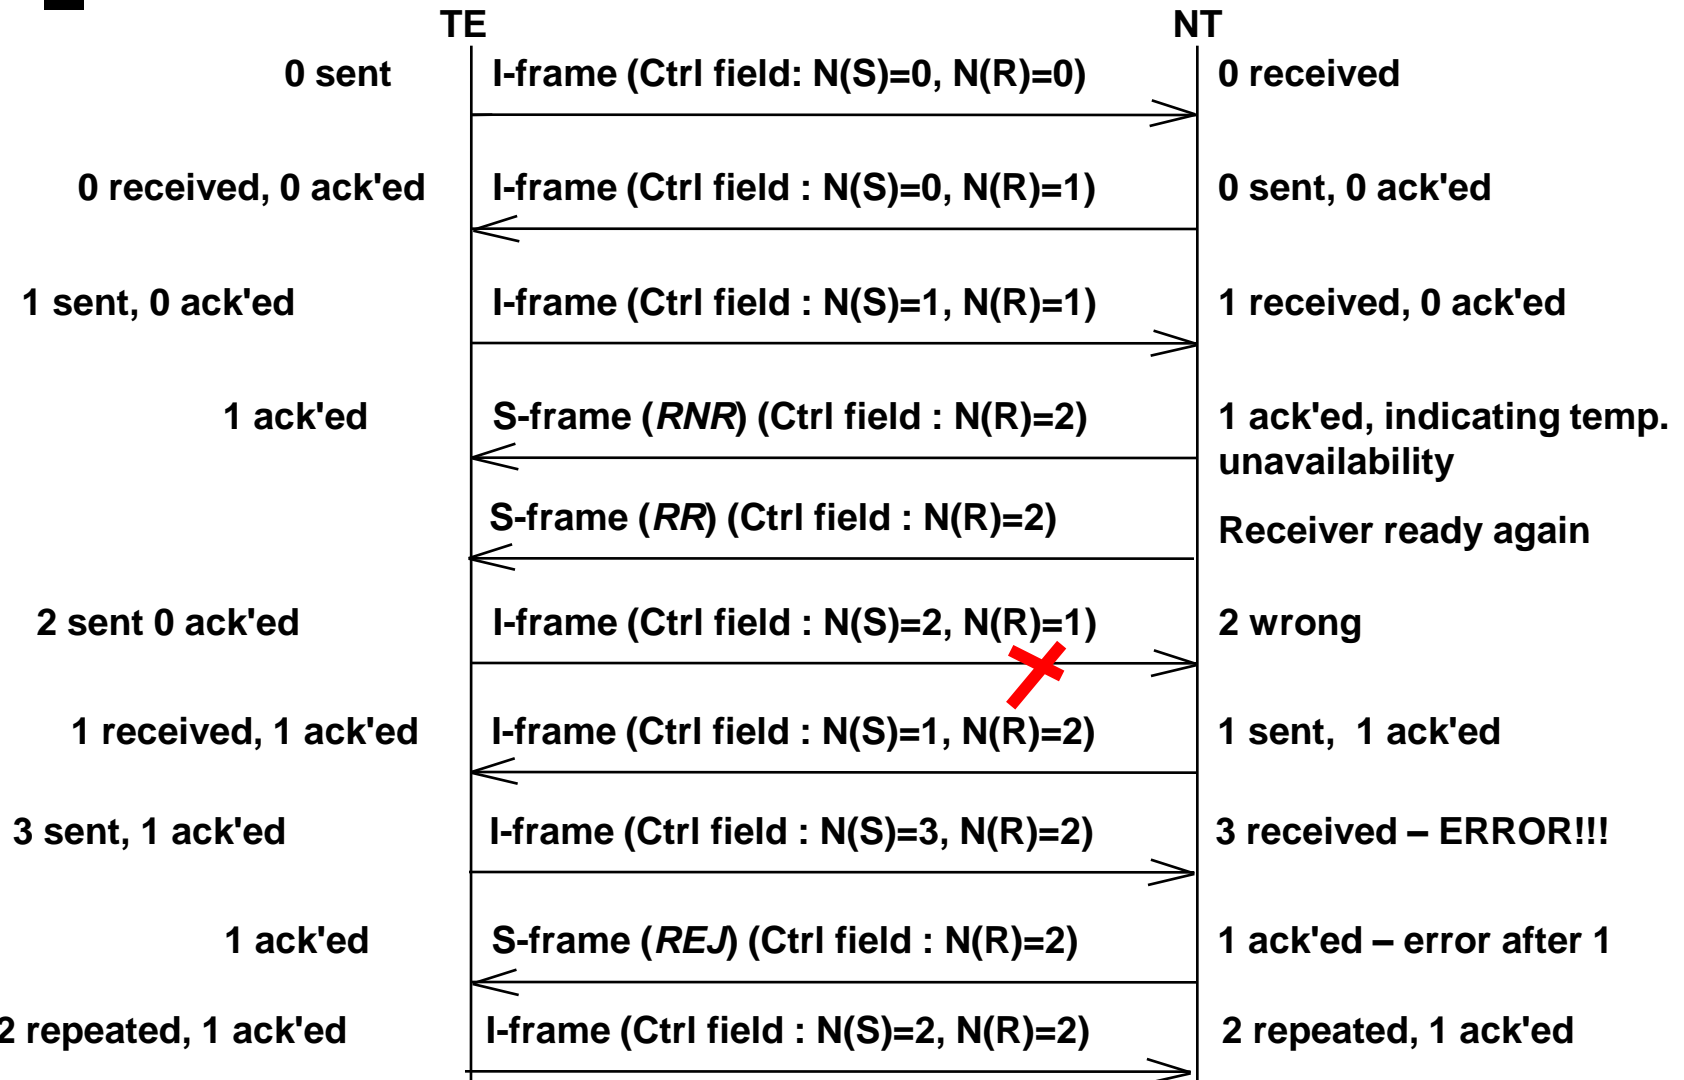 TE NT
0 sent I-frame (Ctrl field: N(S)=0, N(R)=0) 0 received
0 received, 0 ack'ed I-frame (Ctrl field : N(S)=0, N(R)=1) 0 sent, 0 ack'ed
1 sent, 0 ack'ed I-frame (Ctrl field : N(S)=1, N(R)=1) 1 received, 0 ack'ed
1 ack'ed S-frame (RNR) (Ctrl field : N(R)=2) 1 ack'ed, indicating temp.
unavailability
S-frame (RR) (Ctrl field : N(R)=2) Receiver ready again
2 sent 0 ack'ed I-frame (Ctrl field : N(S)=2, N(R)=1) 2 wrong
1 received, 1 ack'ed I-frame (Ctrl field : N(S)=1, N(R)=2) 1 sent, 1 ack'ed
3 sent, 1 ack'ed I-frame (Ctrl field : N(S)=3, N(R)=2) 3 received – ERROR!!!
1 ack'ed S-frame (REJ) (Ctrl field : N(R)=2) 1 ack'ed – error after 1
2 repeated, 1 ack'ed I-frame (Ctrl field : N(S)=2, N(R)=2) 2 repeated, 1 ack'ed